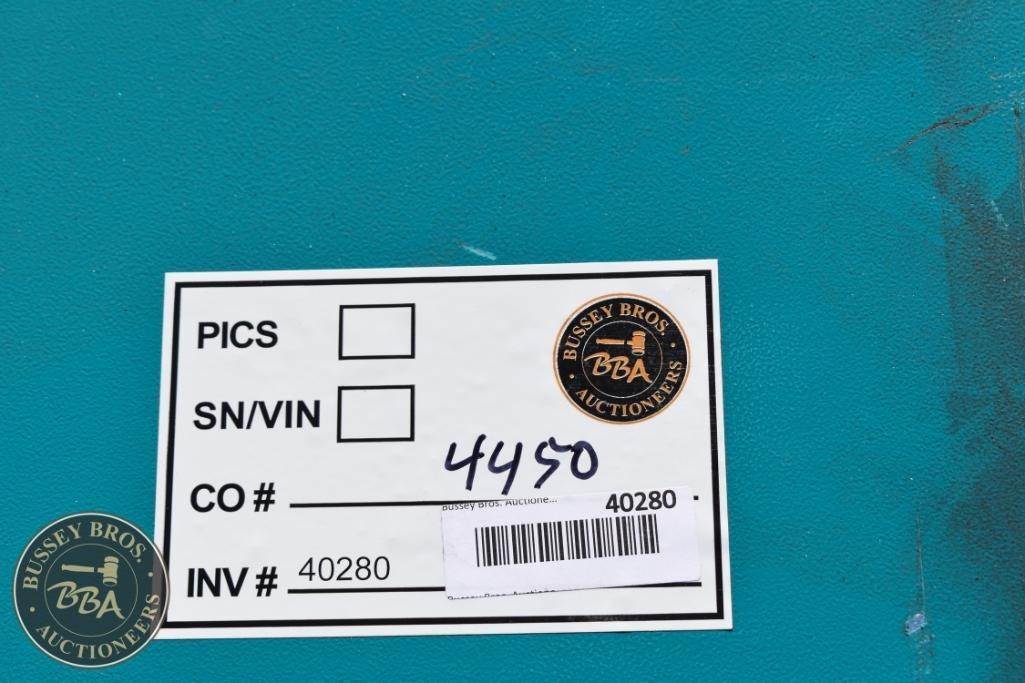 PICS
BUSSEY BROS.
BBA
AUCTIONEERS
SN/VIN
4450
CO #
Bussey Bros. Auctione...
40280
INV # 40280
BUSSEY BROS.
BBA
AUCTIONEERS